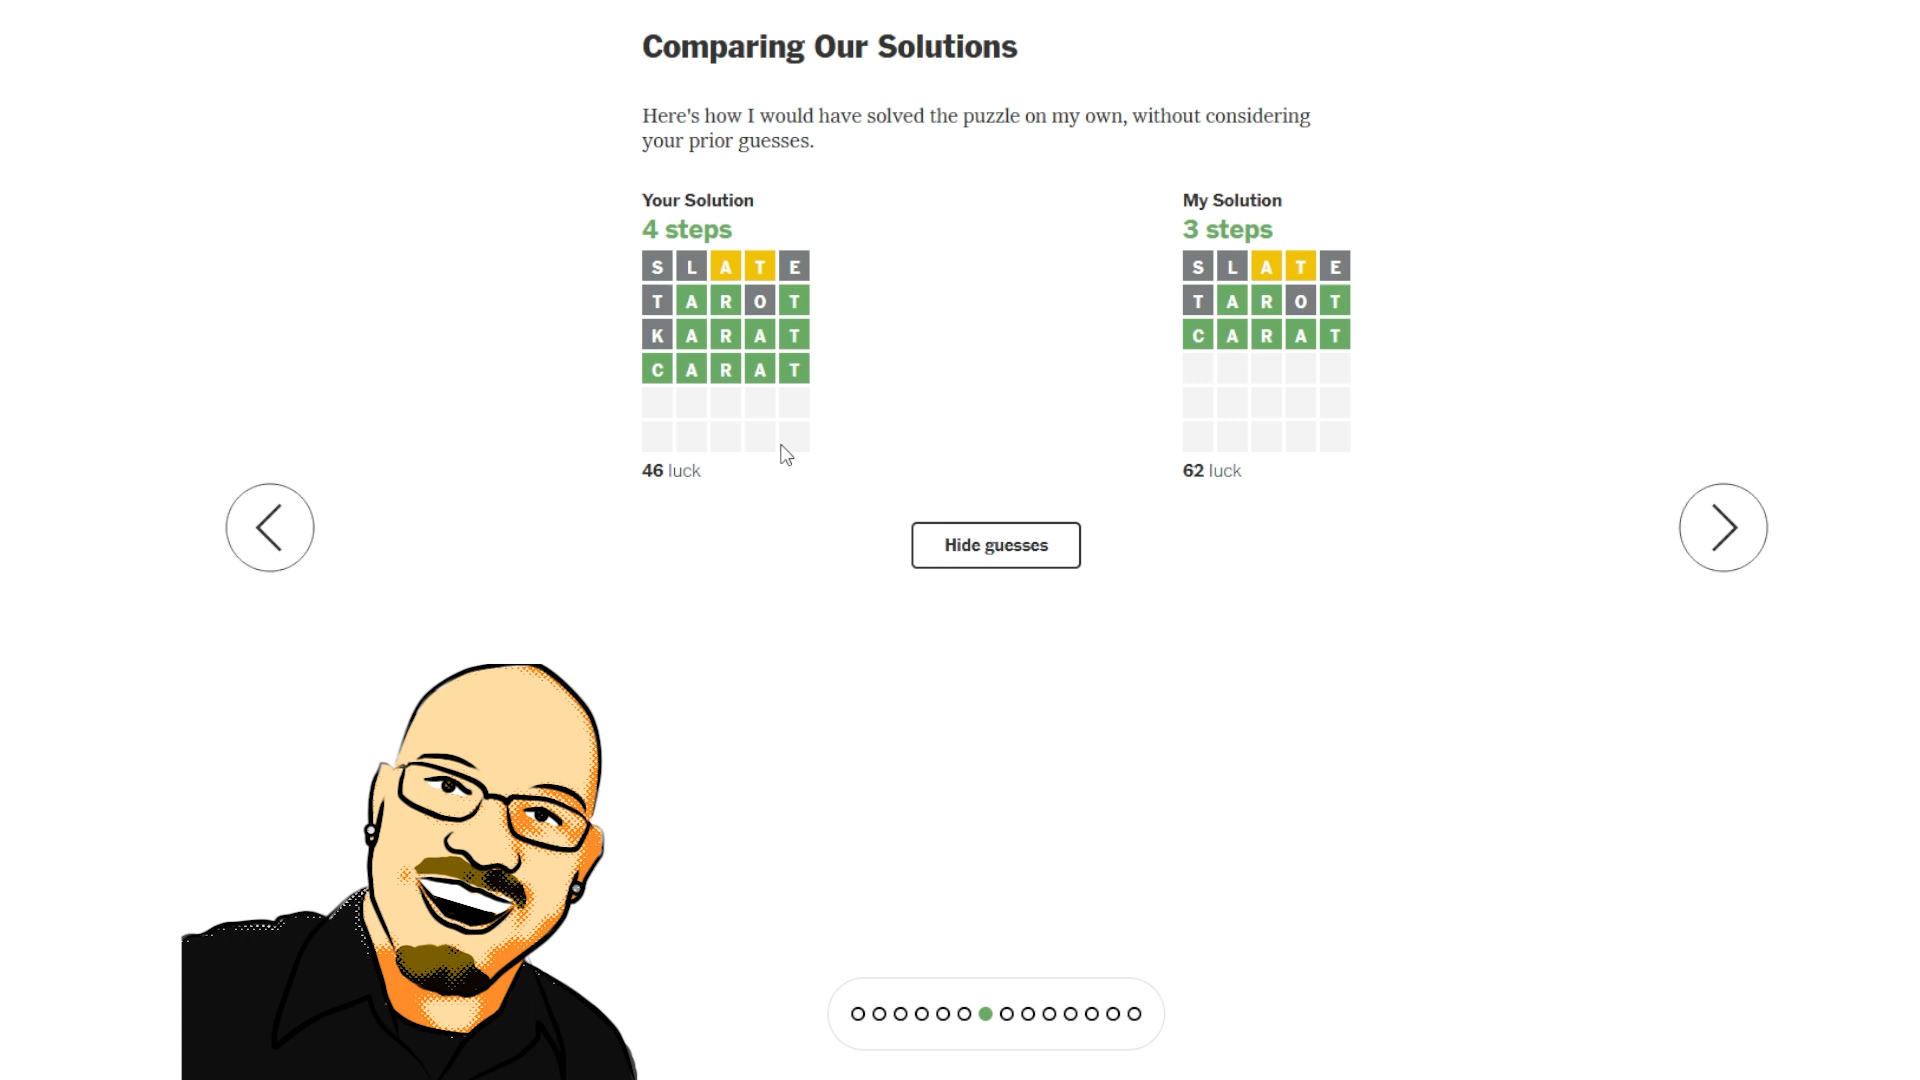 Comparing Our Solutions
Here's how I would have solved the puzzle on my own, without considering
your prior guesses.
Your Solution
4 steps
S L A T E
T A R O T
K A R A T
C A R A T
46 luck
My Solution
3 steps
S L A T E
T A R O T
C A R A T
62 luck
Hide guesses